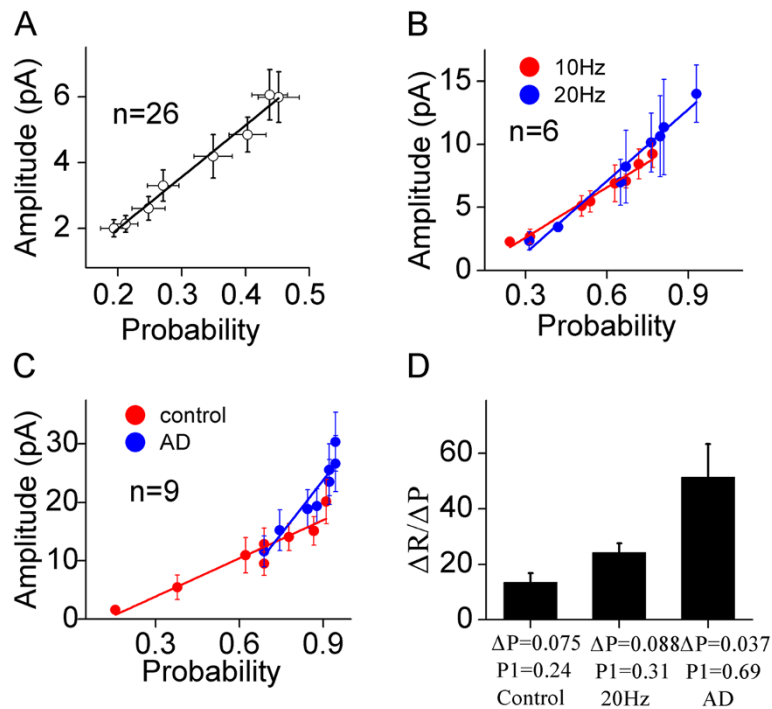 A
Amplitude (pA)
6
4
2
n=26
0.2 0.3 0.4 0.5
Probability
B
Amplitude (pA)
15
10
5
0
10Hz
20Hz
n=6
0.3 0.6 0.9
Probability
C
Amplitude (pA)
30
20
10
0
control
AD
n=9
0.3 0.6 0.9
Probability
D
ΔR/ΔP
60
40
20
0
ΔP=0.075 ΔP=0.088 ΔP=0.037
P1=0.24 P1=0.31 P1=0.69
Control 20Hz AD